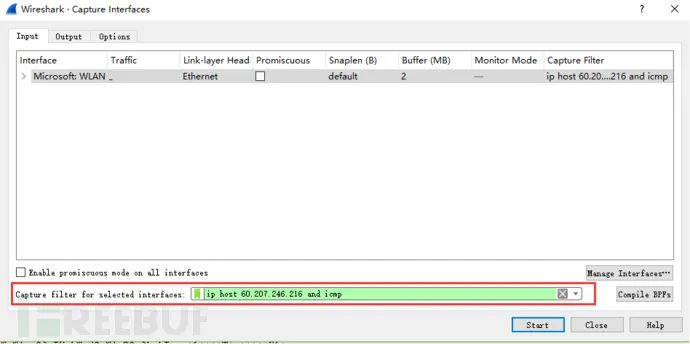 Wireshark · Capture Interfaces
Input Output Options
Interface Traffic Link-layer Head Promiscuous Snaplen (B) Buffer (MB) Monitor Mode Capture Filter
Microsoft: WLAN _ Ethernet default 2 — ip host 60.20....216 and icmp
Enable promiscuous mode on all interfaces
Manage Interfaces…
Capture filter for selected interfaces: ip host 60.207.246.216 and icmp
Compile BPFs
REEBUF
Start Close Help